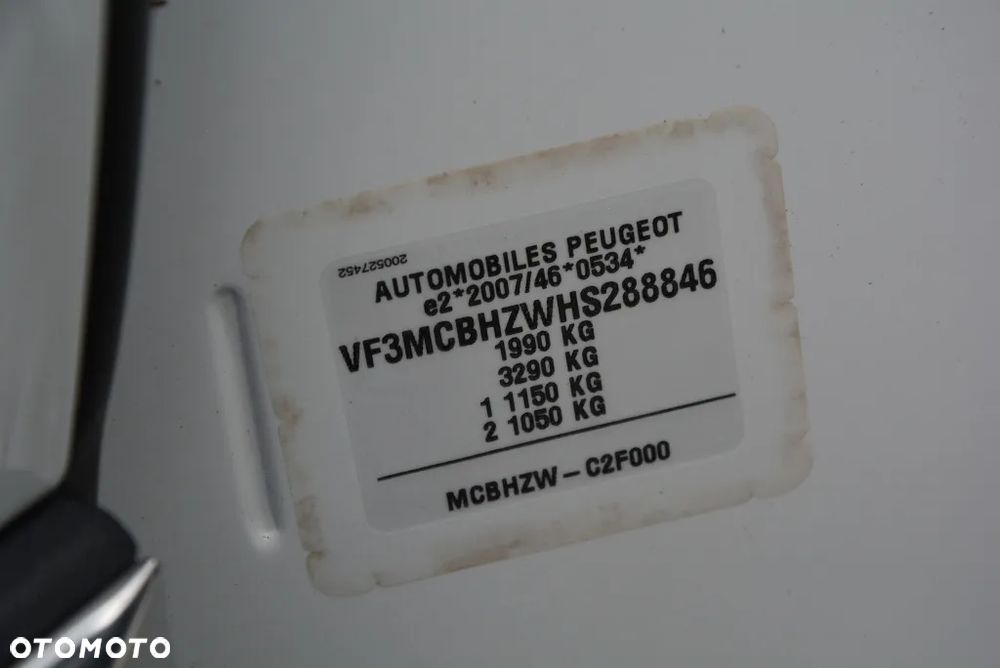 200527452
AUTOMOBILES PEUGEOT
e2*2007/46*0534*
VF3MCBHZWHS288846
1990 KG
3290 KG
1 1150 KG
2 1050 KG
MCBHZW-C2F000
OTOMOTO